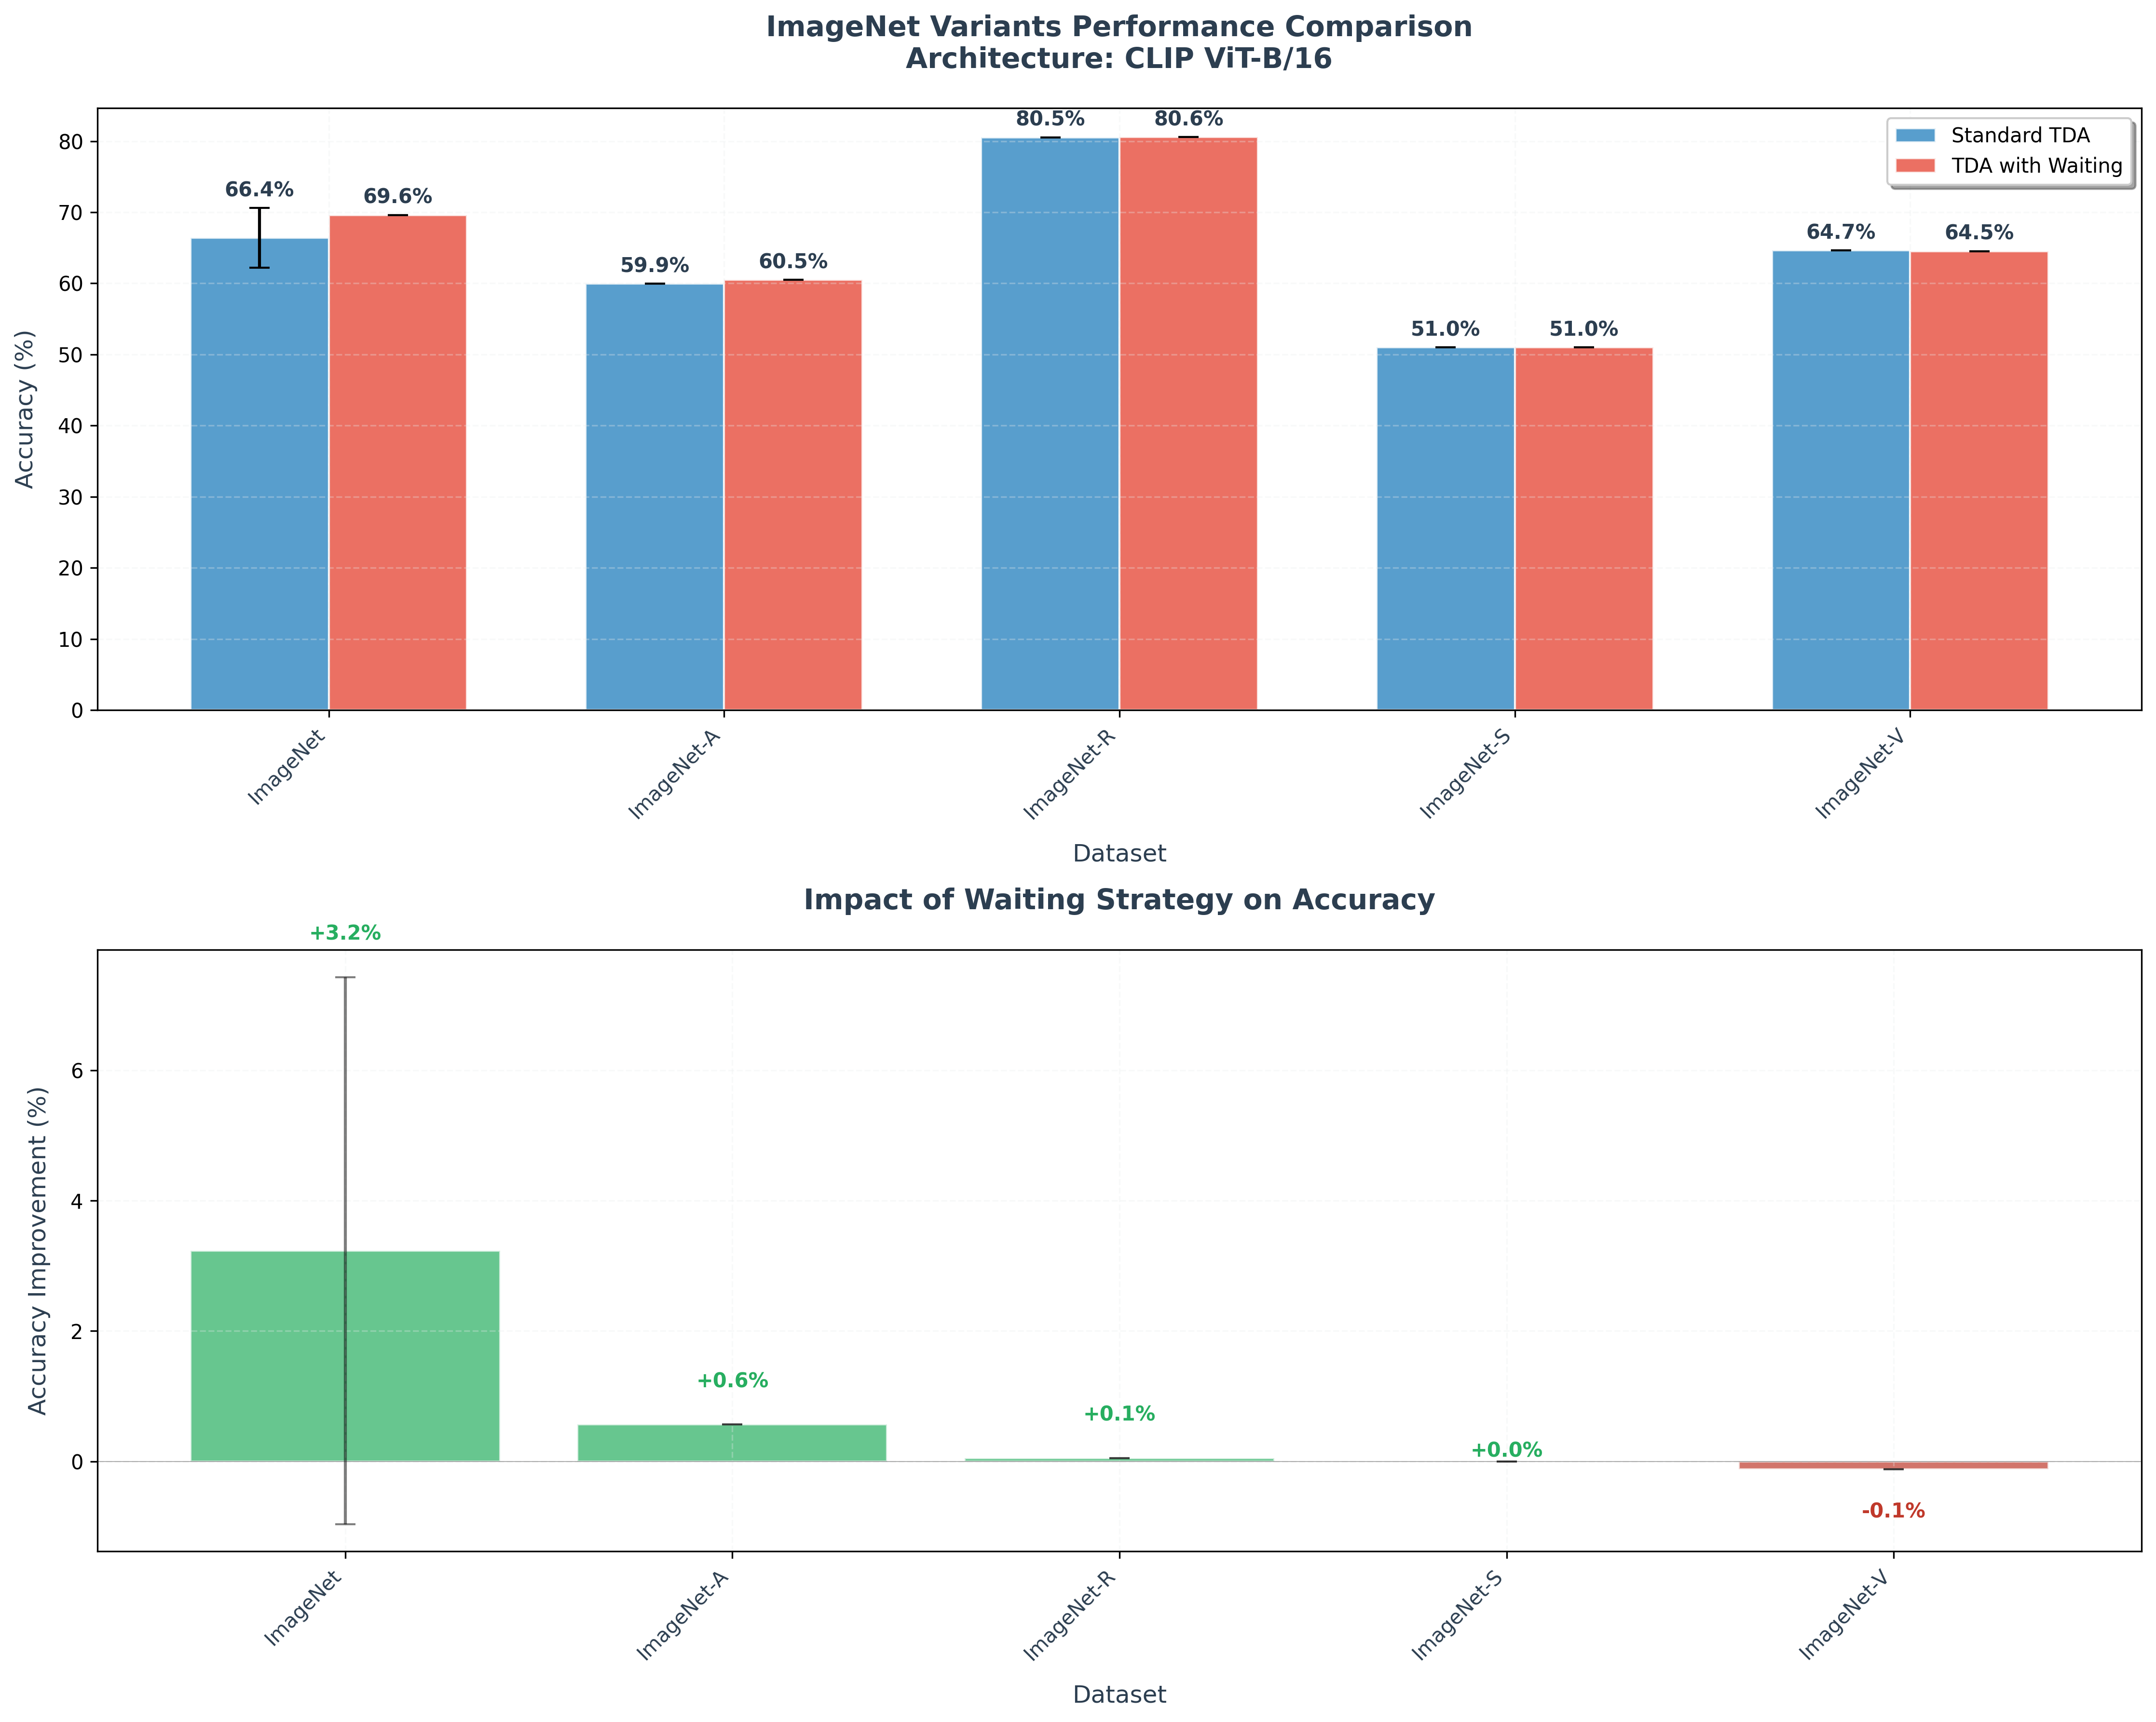 ImageNet Variants Performance Comparison
Architecture: CLIP ViT-B/16
Accuracy (%)
80
70
60
50
40
30
20
10
0
66.4%
69.6%
59.9%
60.5%
80.5%
80.6%
51.0%
51.0%
64.7%
64.5%
Standard TDA
TDA with Waiting
ImageNet
ImageNet-A
ImageNet-R
ImageNet-S
ImageNet-V
Dataset
Impact of Waiting Strategy on Accuracy
Accuracy Improvement (%)
6
4
2
0
+3.2%
+0.6%
+0.1%
+0.0%
-0.1%
ImageNet
ImageNet-A
ImageNet-R
ImageNet-S
ImageNet-V
Dataset